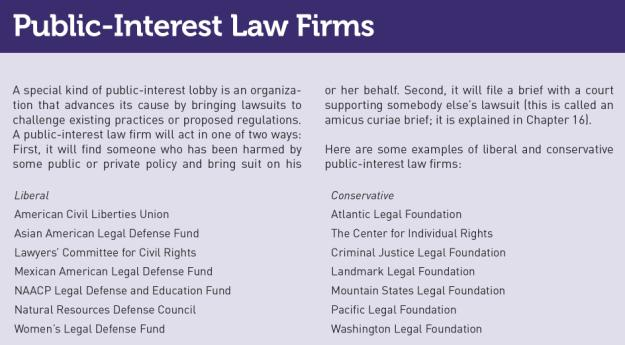 Public-Interest Law Firms
A special kind of public-interest lobby is an organiza-
tion that advances its cause by bringing lawsuits to
challenge existing practices or proposed regulations.
A public-interest law firm will act in one of two ways:
First, it will find someone who has been harmed by
some public or private policy and bring suit on his
or her behalf. Second, it will file a brief with a court
supporting somebody else's lawsuit (this is called an
amicus curiae brief; it is explained in Chapter 16).
Here are some examples of liberal and conservative
public-interest law firms:
Liberal
American Civil Liberties Union
Asian American Legal Defense Fund
Lawyers' Committee for Civil Rights
Mexican American Legal Defense Fund
NAACP Legal Defense and Education Fund
Natural Resources Defense Council
Women's Legal Defense Fund
Conservative
Atlantic Legal Foundation
The Center for Individual Rights
Criminal Justice Legal Foundation
Landmark Legal Foundation
Mountain States Legal Foundation
Pacific Legal Foundation
Washington Legal Foundation